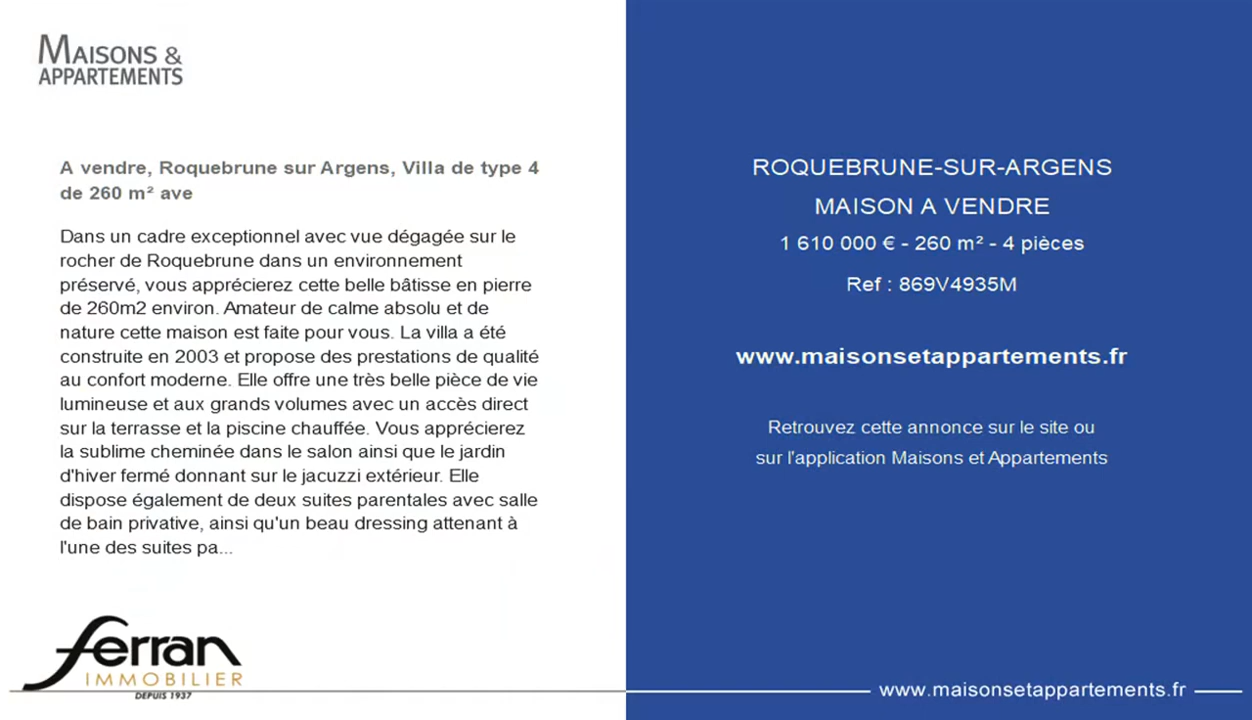 MAISONS &
APPARTEMENTS
A vendre, Roquebrune sur Argens, Villa de type 4
de 260 m² ave
Dans un cadre exceptionnel avec vue dégagée sur le
rocher de Roquebrune dans un environnement
préservé, vous apprécierez cette belle bâtisse en pierre
de 260m2 environ. Amateur de calme absolu et de
nature cette maison est faite pour vous. La villa a été
construite en 2003 et propose des prestations de qualité
au confort moderne. Elle offre une très belle pièce de vie
lumineuse et aux grands volumes avec un accès direct
sur la terrasse et la piscine chauffée. Vous apprécierez
la sublime cheminée dans le salon ainsi que le jardin
d'hiver fermé donnant sur le jacuzzi extérieur. Elle
dispose également de deux suites parentales avec salle
de bain privative, ainsi qu'un beau dressing attenant à
l'une des suites pa...
ferran
IMMOBILIER
DEPUIS 1937
ROQUEBRUNE-SUR-ARGENS
MAISON A VENDRE
1 610 000 € - 260 m² - 4 pièces
Ref : 869V4935M
www.maisonsetappartements.fr
Retrouvez cette annonce sur le site ou
sur l'application Maisons et Appartements
www.maisonsetappartements.fr